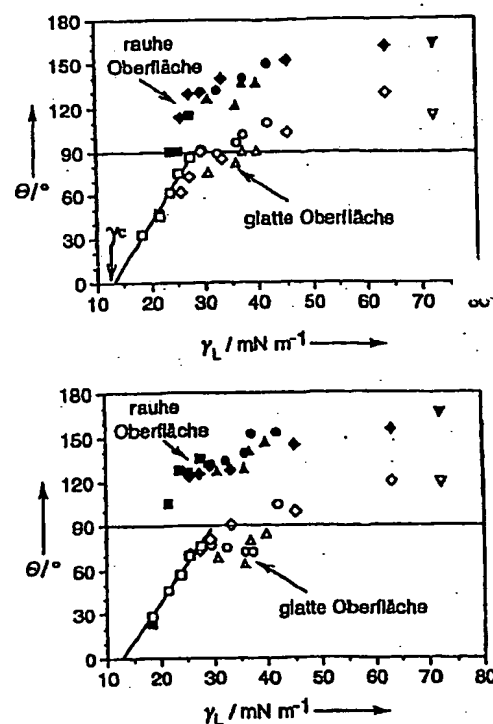 180
150
120
90
60
30
0
Θ/°
rauhe
Oberfläche
glatte Oberfläche
γc
10 20 30 40 50 60 70
γL / mN m⁻¹
180
150
120
90
60
30
0
Θ/°
rauhe
Oberfläche
glatte Oberfläche
10 20 30 40 50 60 70 80
γL / mN m⁻¹